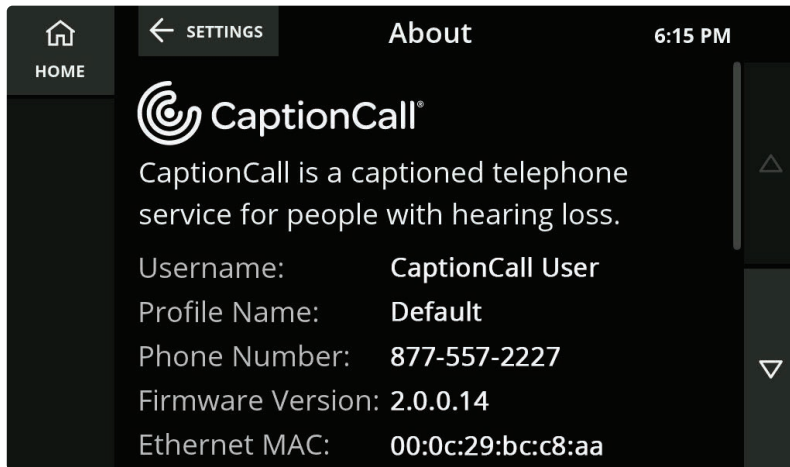 HOME
← SETTINGS
About
6:15 PM
CaptionCall®
CaptionCall is a captioned telephone
service for people with hearing loss.
Username: CaptionCall User
Profile Name: Default
Phone Number: 877-557-2227
Firmware Version: 2.0.0.14
Ethernet MAC: 00:0c:29:bc:c8:aa